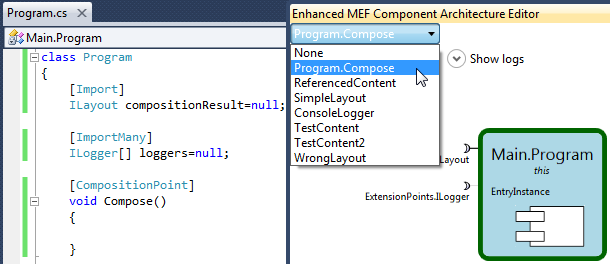 Program.cs
Main.Program
class Program
{
[Import]
ILayout compositionResult=null;
[ImportMany]
ILogger[] loggers=null;
[CompositionPoint]
void Compose()
{
}
Enhanced MEF Component Architecture Editor
Program.Compose
None
Program.Compose
ReferencedContent
SimpleLayout
ConsoleLogger
TestContent
TestContent2
WrongLayout
Show logs
Layout
ExtensionPoints.ILogger
Main.Program
this
EntryInstance